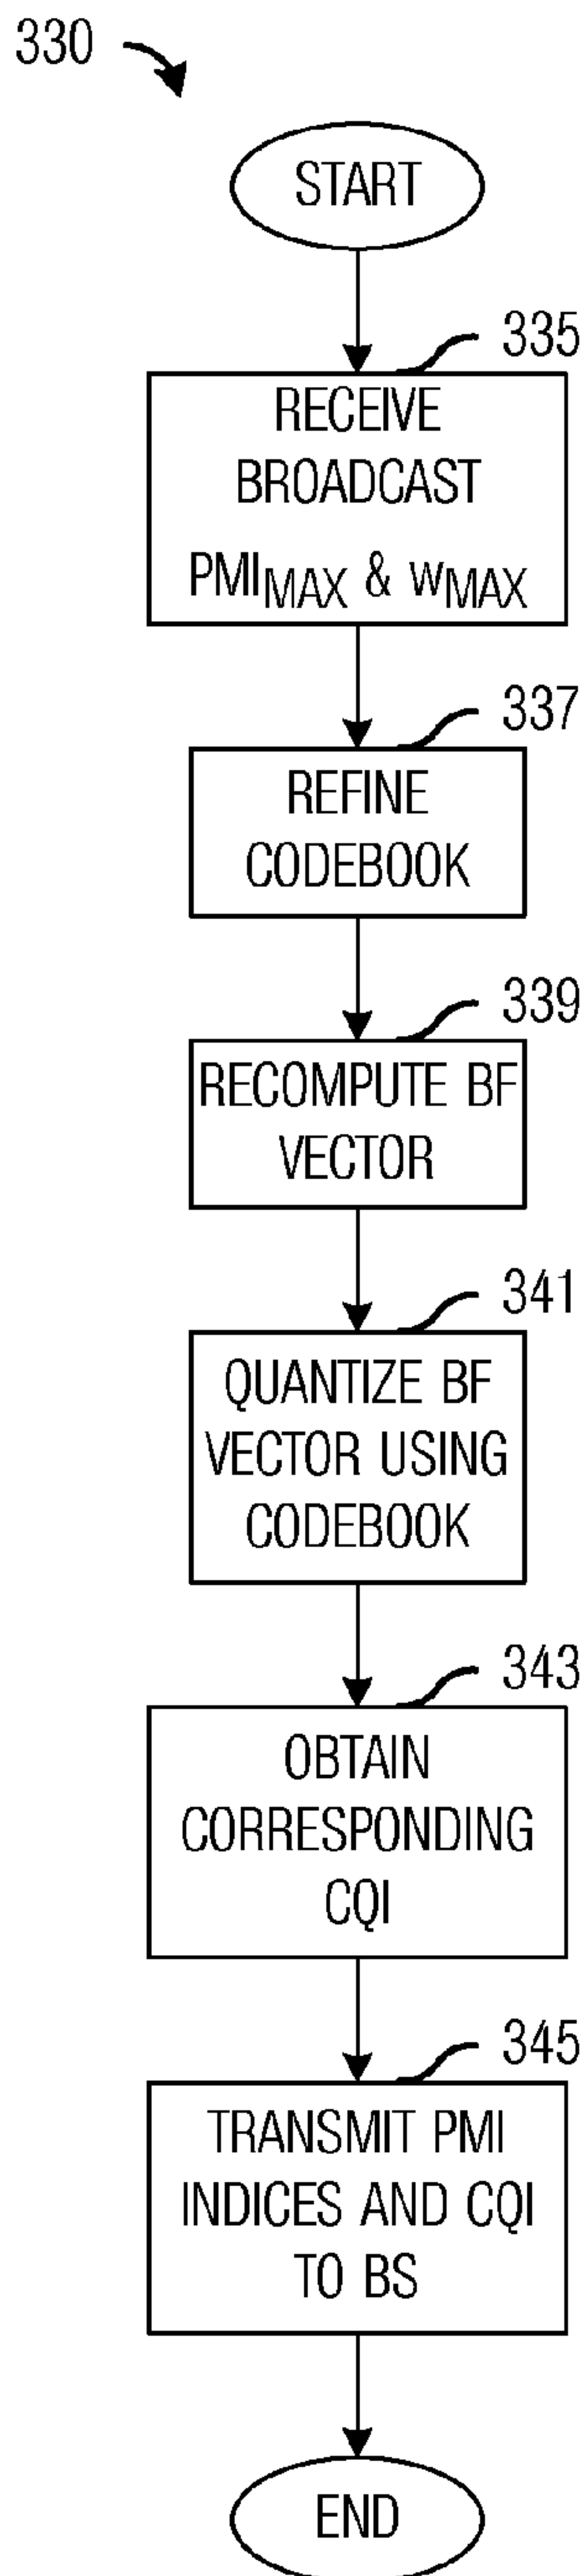 330
START
335
RECEIVE
BROADCAST
PMIMAX & wMAX
337
REFINE
CODEBOOK
339
RECOMPUTE BF
VECTOR
341
QUANTIZE BF
VECTOR USING
CODEBOOK
343
OBTAIN
CORRESPONDING
CQI
345
TRANSMIT PMI
INDICES AND CQI
TO BS
END